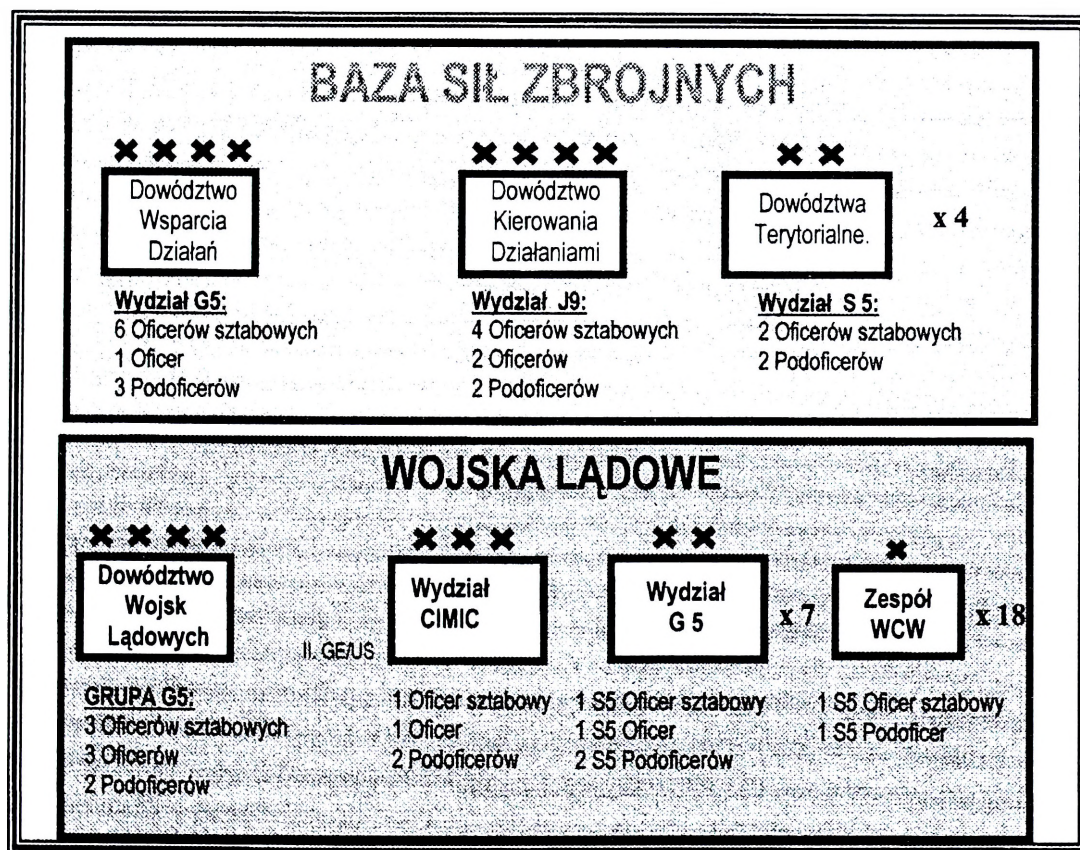 BAZA SIŁ ZBROJNYCH
Dowództwo
Wsparcia
Działań
Wydział G5:
6 Oficerów sztabowych
1 Oficer
3 Podoficerów
Dowództwo
Kierowania
Działaniami
Wydział J9:
4 Oficerów sztabowych
2 Oficerów
2 Podoficerów
Dowództwa
Terytorialne.
x 4
Wydział S 5:
2 Oficerów sztabowych
2 Podoficerów
WOJSKA LĄDOWE
Dowództwo
Wojsk
Lądowych
GRUPA G5:
3 Oficerów sztabowych
3 Oficerów
2 Podoficerów
II. GE/US
Wydział
CIMIC
1 Oficer sztabowy
1 Oficer
2 Podoficerów
Wydział
G 5
x 7
1 S5 Oficer sztabowy
1 S5 Oficer
2 S5 Podoficerów
Zespół
WCW
x 18
1 S5 Oficer sztabowy
1 S5 Podoficer